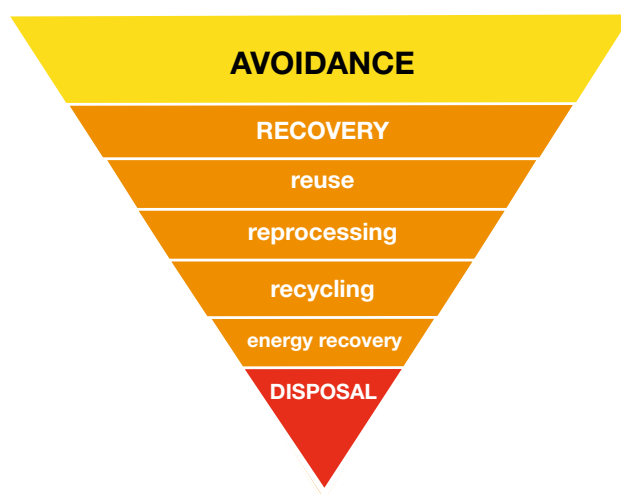 AVOIDANCE
RECOVERY
reuse
reprocessing
recycling
energy recovery
DISPOSAL